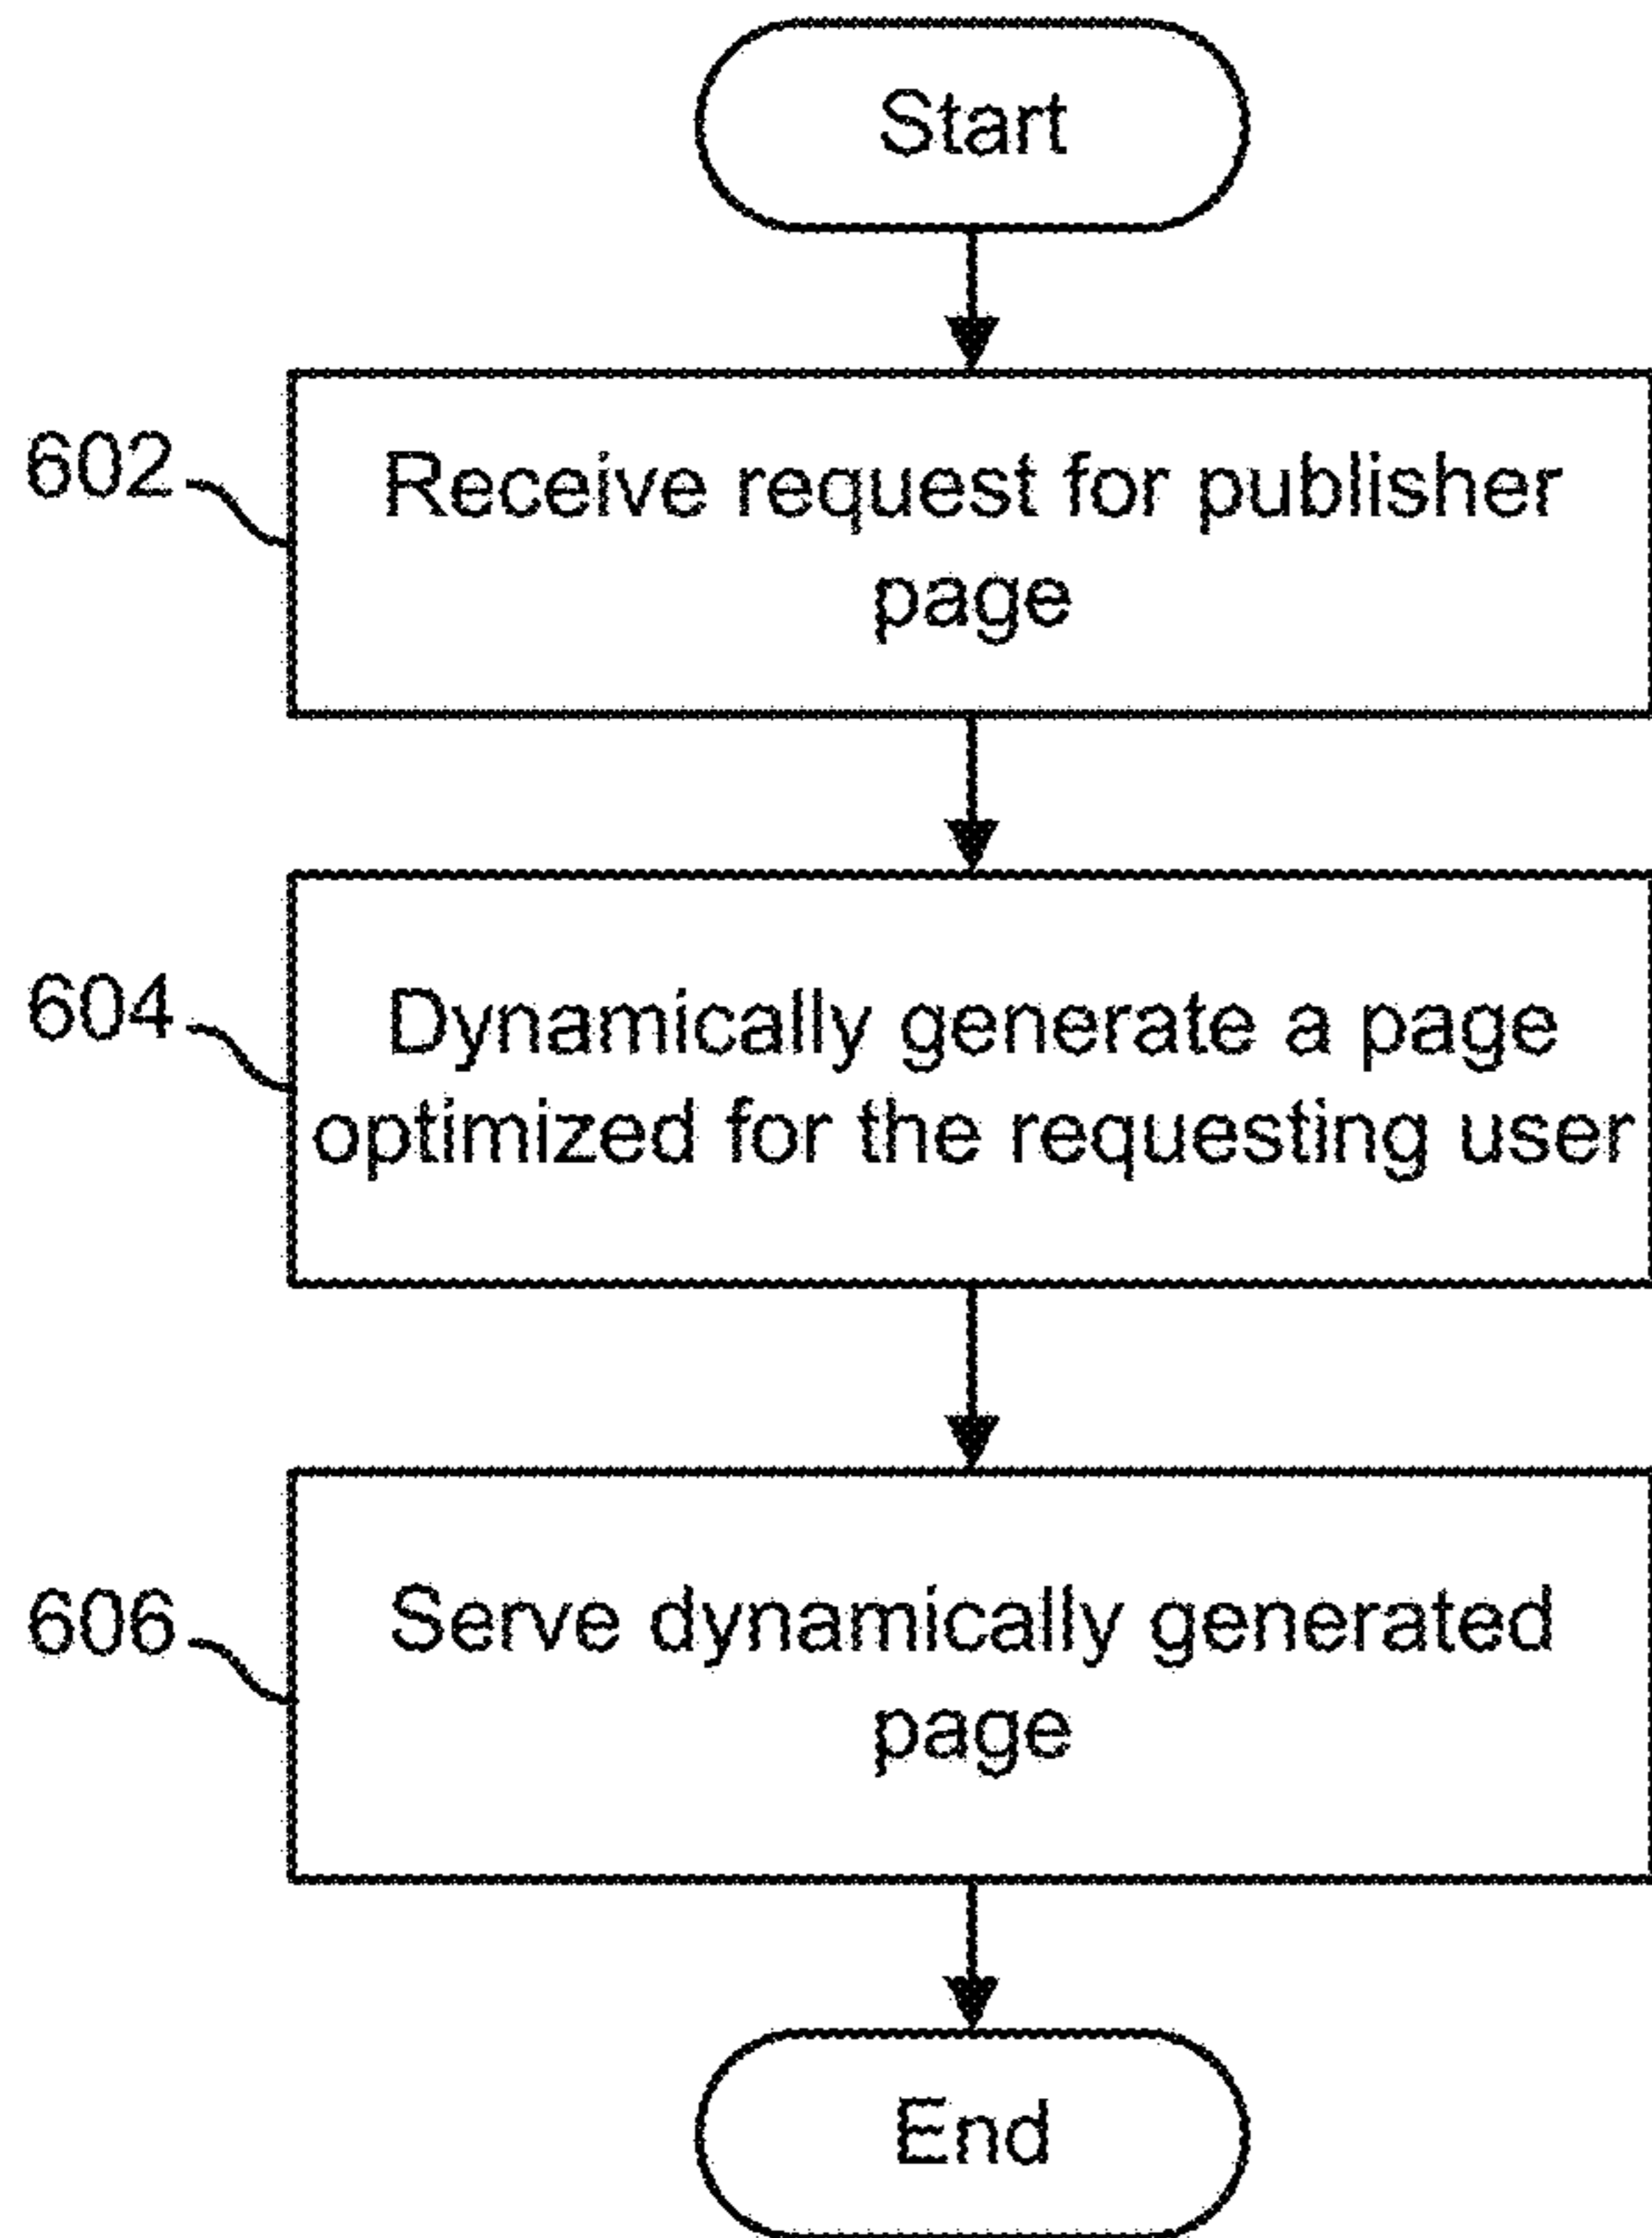 Start
602
Receive request for publisher
page
604
Dynamically generate a page
optimized for the requesting user
606
Serve dynamically generated
page
End